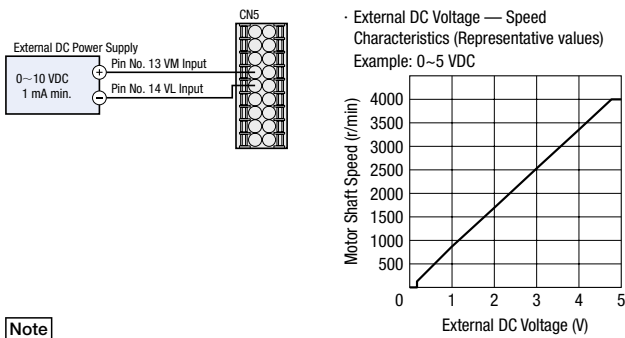 CN5
External DC Power Supply
0~10 VDC
1 mA min.
+
−
Pin No. 13 VM Input
Pin No. 14 VL Input
· External DC Voltage — Speed
Characteristics (Representative values)
Example: 0~5 VDC
Motor Shaft Speed (r/min)
4000
3500
3000
2500
2000
1500
1000
500
0 1 2 3 4 5
External DC Voltage (V)
Note